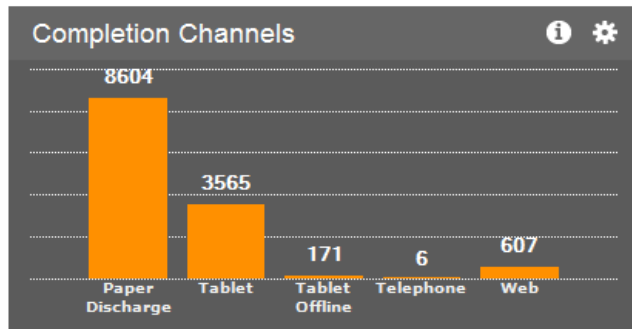 Completion Channels
8604
3565
171
6
607
Paper
Discharge
Tablet
Tablet
Offline
Telephone
Web